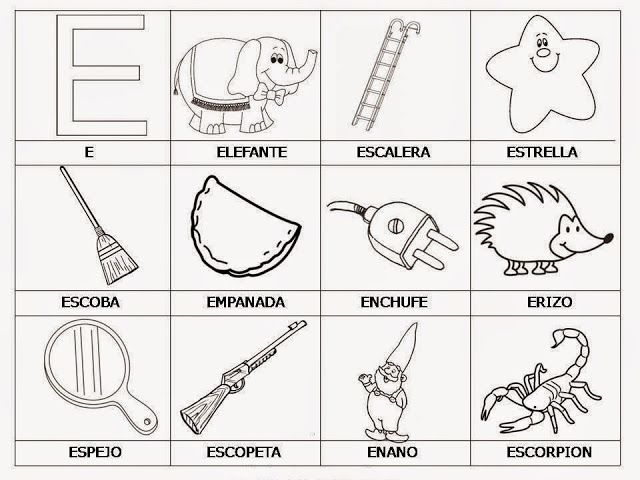 E
E
ELEFANTE
ESCALERA
ESTRELLA
ESCOBA
EMPANADA
ENCHUFE
ERIZO
ESPEJO
ESCOPETA
ENANO
ESCORPION